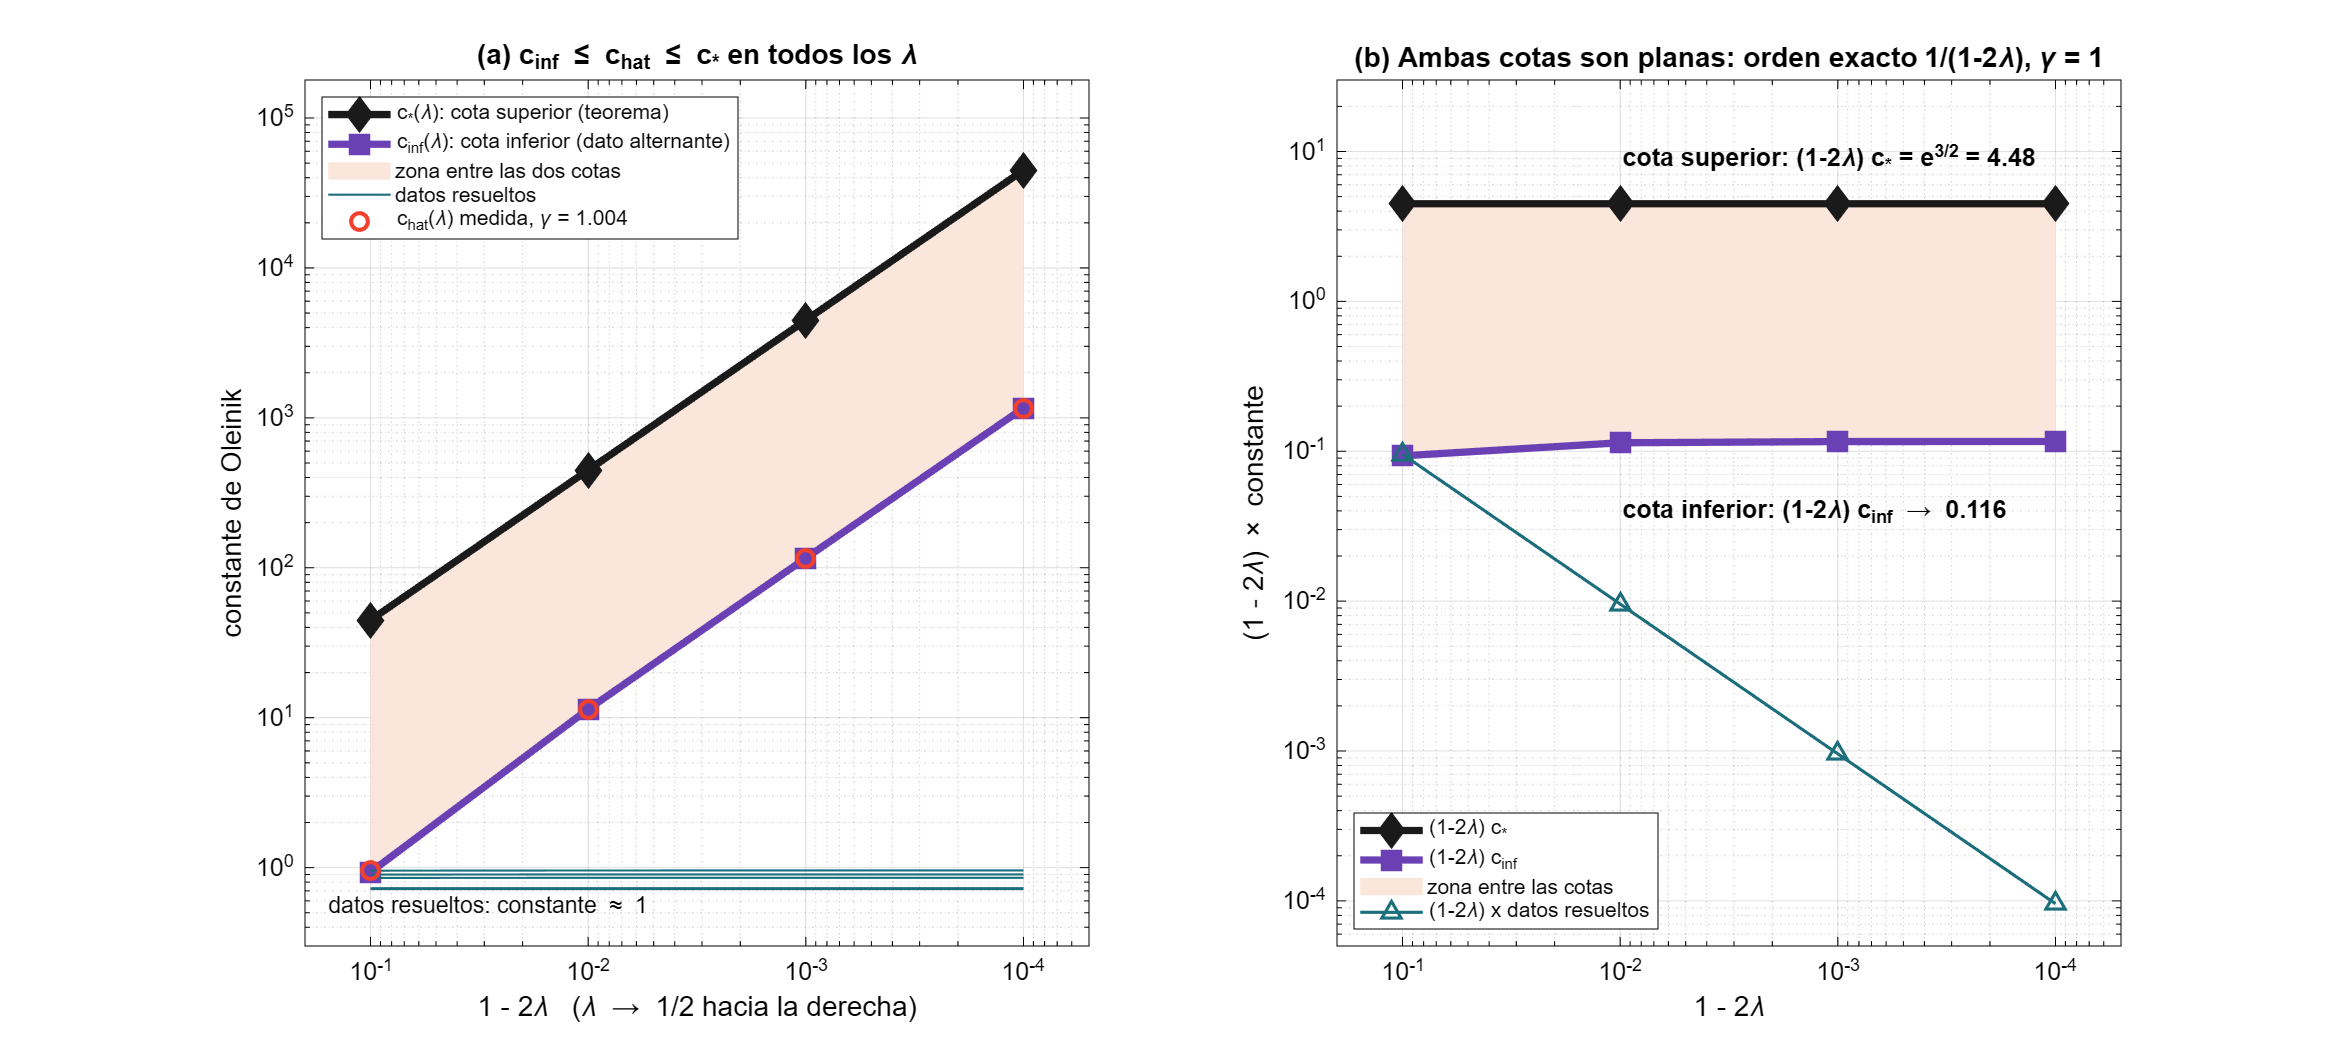 (a) c_inf ≤ c_hat ≤ c_* en todos los λ
c_*(λ): cota superior (teorema)
c_inf(λ): cota inferior (dato alternante)
zona entre las dos cotas
datos resueltos
c_hat(λ) medida, γ = 1.004
10^5
10^4
10^3
10^2
10^1
10^0
constante de Oleinik
datos resueltos: constante ≈ 1
10^-1 10^-2 10^-3 10^-4
1 - 2λ (λ → 1/2 hacia la derecha)
(b) Ambas cotas son planas: orden exacto 1/(1-2λ), γ = 1
10^1
10^0
10^-1
10^-2
10^-3
10^-4
(1 - 2λ) × constante
cota superior: (1-2λ) c_* = e^3/2 = 4.48
cota inferior: (1-2λ) c_inf → 0.116
(1-2λ) c_*
(1-2λ) c_inf
zona entre las cotas
(1-2λ) x datos resueltos
10^-1 10^-2 10^-3 10^-4
1 - 2λ